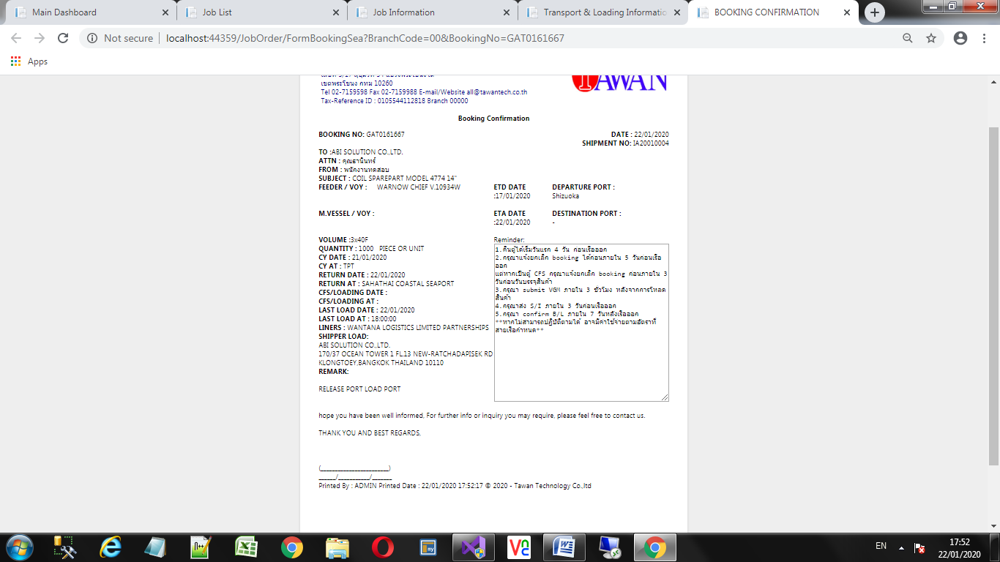 Main Dashboard
Job List
Job Information
Transport & Loading Informatio
BOOKING CONFIRMATION
Not secure
localhost:44359/JobOrder/FormBookingSea?BranchCode=00&BookingNo=GAT0161667
Apps
เขตพระโขนง กทม 10260
TAWAN
Tel 02-7159598 Fax 02-7159988 E-mail/Website all@tawantech.co.th
Tax-Reference ID : 0105544112818 Branch 00000
Booking Confirmation
BOOKING NO: GAT0161667
DATE : 22/01/2020
SHIPMENT NO: IA20010004
TO :ABI SOLUTION CO.,LTD.
ATTN : คุณธานินทร์
FROM : พนักงานทดสอบ
SUBJECT : COIL SPAREPART MODEL 4774 14"
FEEDER / VOY : WARNOW CHIEF V.10934W
ETD DATE
:17/01/2020
DEPARTURE PORT :
Shizuoka
M.VESSEL / VOY :
ETA DATE
:22/01/2020
DESTINATION PORT :
-
VOLUME :3x40F
QUANTITY : 1000 PIECE OR UNIT
CY DATE : 21/01/2020
CY AT : TPT
RETURN DATE : 22/01/2020
RETURN AT : SAHATHAI COASTAL SEAPORT
CFS/LOADING DATE :
CFS/LOADING AT :
LAST LOAD DATE : 22/01/2020
LAST LOAD AT : 18:00:00
LINERS : WANTANA LOGISTICS LIMITED PARTNERSHIPS
SHIPPER LOAD:
ABI SOLUTION CO.,LTD.
170/37 OCEAN TOWER 1 FL.13 NEW-RATCHADAPISEK RD
KLONGTOEY,BANGKOK THAILAND 10110
REMARK:
RELEASE PORT LOAD PORT
Reminder:
1.คืนตู้ได้เริ่มวันแรก 4 วัน ก่อนเรือออก
2.กรุณาแจ้งยกเลิก booking ได้ก่อนภายใน 5 วันก่อนเรือ
ออก
แต่หากเป็นตู้ CFS กรุณาแจ้งยกเลิก booking ก่อนภายใน 3
วันก่อนวันบรรจุสินค้า
3.กรุณา submit VGM ภายใน 3 ชั่วโมง หลังจากการโหลด
สินค้า
4.กรุณาส่ง S/I ภายใน 3 วันก่อนเรือออก
5.กรุณา confirm B/L ภายใน 7 วันหลังเรือออก
**หากไม่สามารถปฏิบัติตามได้ อาจมีค่าใช้จ่ายตามอัตราที่
สายเรือกำหนด**
hope you have been well informed, For further info or inquiry you may require, please feel free to contact us.
THANK YOU AND BEST REGARDS,
(______________________)
______/__________/_______
Printed By : ADMIN Printed Date : 22/01/2020 17:52:17 © 2020 - Tawan Technology Co.,ltd
EN
17:52
22/01/2020